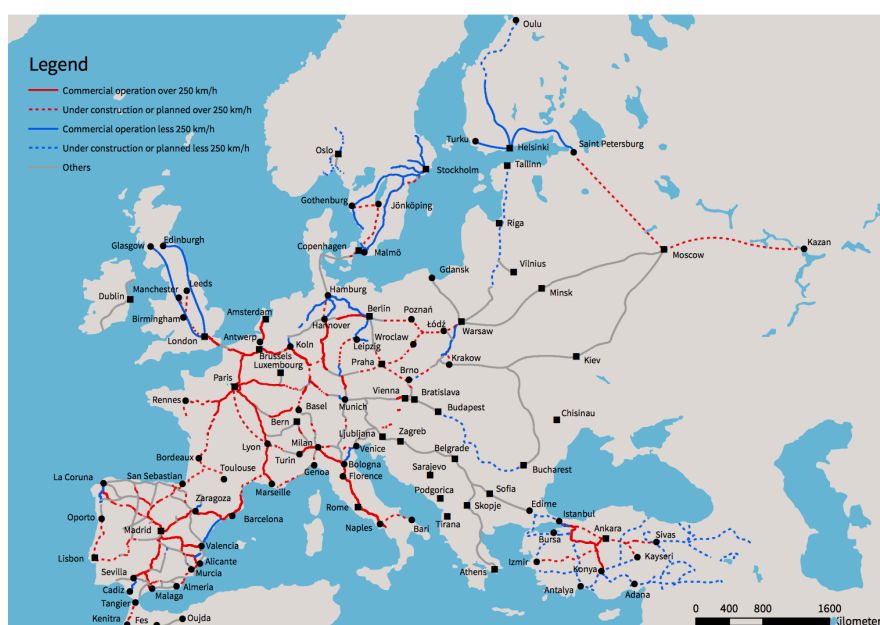 Oulu
Legend
Commercial operation over 250 km/h
Under construction or planned over 250 km/h
Commercial operation less 250 km/h
Under construction or planned less 250 km/h
Others
Oslo
Turku
Helsinki
Saint Petersburg
Tallinn
Stockholm
Gothenburg
Jönköping
Riga
Glasgow
Edinburgh
Copenhagen
Malmö
Moscow
Kazan
Vilnius
Gdansk
Minsk
Dublin
Manchester
Leeds
Hamburg
Birmingham
Amsterdam
Berlin
Poznań
Hannover
Łódź
Warsaw
London
Antwerp
Koln
Leipzig
Wroclaw
Brussels
Luxembourg
Praha
Krakow
Kiev
Paris
Brno
Rennes
Vienna
Bratislava
Basel
Munich
Budapest
Chisinau
Bern
Ljubljana
Zagreb
Lyon
Milan
Venice
Belgrade
Bordeaux
Turin
Bologna
Toulouse
Genoa
Florence
Sarajevo
Bucharest
La Coruna
San Sebastian
Marseille
Zaragoza
Podgorica
Sofia
Rome
Skopje
Edirne
Oporto
Barcelona
Istanbul
Madrid
Naples
Bari
Tirana
Ankara
Sivas
Bursa
Valencia
Lisbon
Alicante
Izmir
Kayseri
Sevilla
Murcia
Athens
Konya
Cadiz
Malaga
Almeria
Antalya
Adana
Tangier
Kenitra
Fes
Oujda
0 400 800 1600
Kilometer